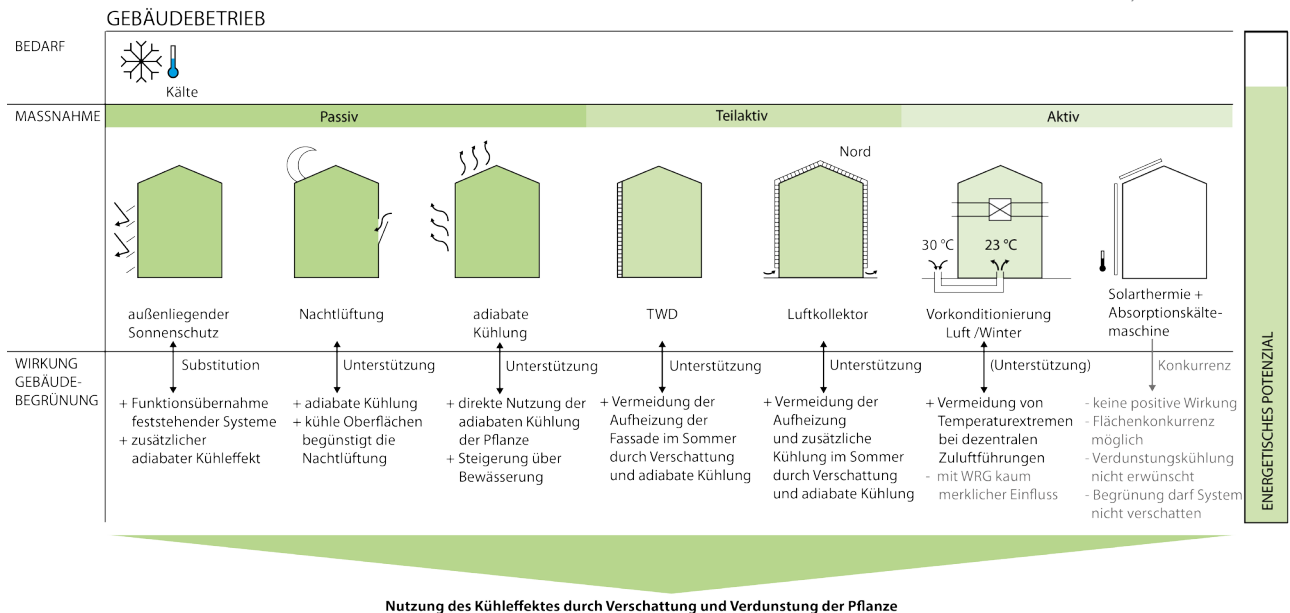 GEBÄUDEBETRIEB
BEDARF
Kälte
MASSNAHME
Passiv
Teilaktiv
Aktiv
Nord
30 °C
23 °C
außenliegender
Sonnenschutz
Nachtlüftung
adiabate
Kühlung
TWD
Luftkollektor
Vorkonditionierung
Luft /Winter
Solarthermie +
Absorptionskälte-
maschine
WIRKUNG
GEBÄUDE-
BEGRÜNUNG
Substitution
+ Funktionsübernahme
feststehender Systeme
+ zusätzlicher
adiabater Kühleffekt
Unterstützung
+ adiabate Kühlung
+ kühle Oberflächen
begünstigt die
Nachtlüftung
Unterstützung
+ direkte Nutzung der
adiabaten Kühlung
der Pflanze
+ Steigerung über
Bewässerung
Unterstützung
+ Vermeidung der
Aufheizung der
Fassade im Sommer
durch Verschattung
und adiabate Kühlung
Unterstützung
+ Vermeidung der
Aufheizung
und zusätzliche
Kühlung im Sommer
durch Verschattung
und adiabate Kühlung
(Unterstützung)
+ Vermeidung von
Temperaturextremen
bei dezentralen
Zuluftführungen
- mit WRG kaum
merklicher Einfluss
Konkurrenz
- keine positive Wirkung
- Flächenkonkurrenz
möglich
- Verdunstungskühlung
nicht erwünscht
- Begrünung darf System
nicht verschatten
ENERGETISCHES POTENZIAL
Nutzung des Kühleffektes durch Verschattung und Verdunstung der Pflanze